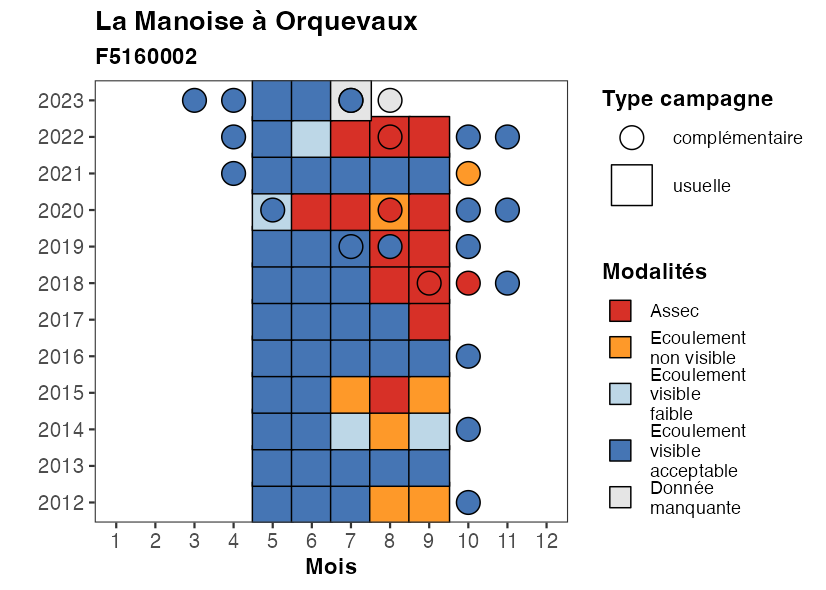 La Manoise à Orquevaux
F5160002
2023
2022
2021
2020
2019
2018
2017
2016
2015
2014
2013
2012
1 2 3 4 5 6 7 8 9 10 11 12
Mois
Type campagne
complémentaire
usuelle
Modalités
Assec
Ecoulement
non visible
Ecoulement
visible
faible
Ecoulement
visible
acceptable
Donnée
manquante